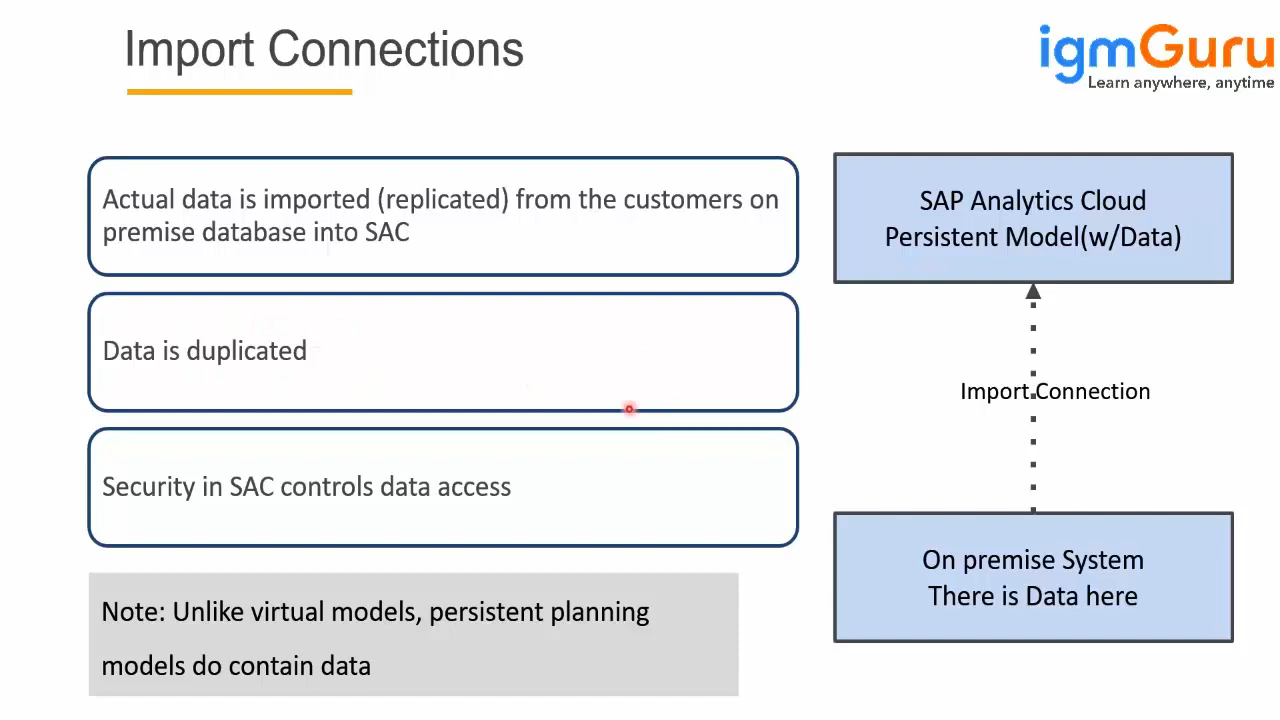 Import Connections
igmGuru
Learn anywhere, anytime
Actual data is imported (replicated) from the customers on
premise database into SAC
Data is duplicated
Security in SAC controls data access
Note: Unlike virtual models, persistent planning
models do contain data
SAP Analytics Cloud
Persistent Model(w/Data)
Import Connection
On premise System
There is Data here